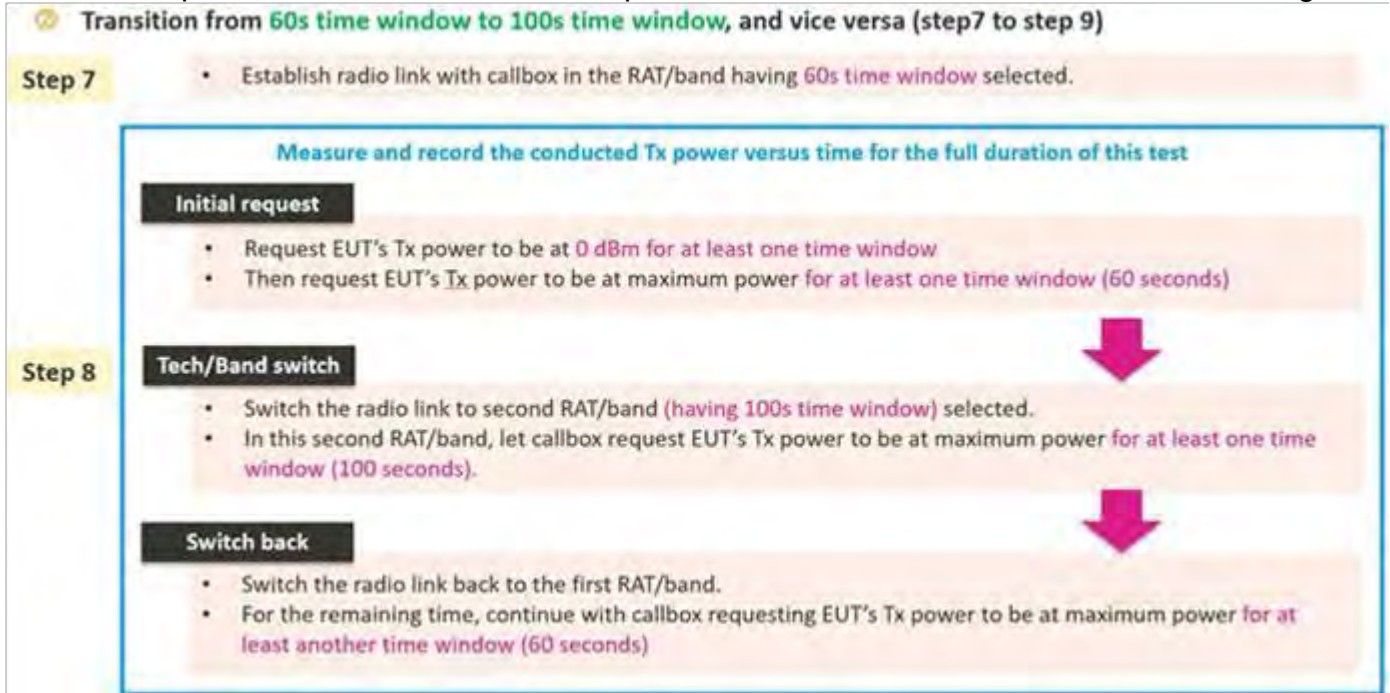 ② Transition from 60s time window to 100s time window, and vice versa (step7 to step 9)
Step 7
• Establish radio link with callbox in the RAT/band having 60s time window selected.
Measure and record the conducted Tx power versus time for the full duration of this test
Initial request
• Request EUT's Tx power to be at 0 dBm for at least one time window
• Then request EUT's Tx power to be at maximum power for at least one time window (60 seconds)
Step 8
Tech/Band switch
• Switch the radio link to second RAT/band (having 100s time window) selected.
• In this second RAT/band, let callbox request EUT's Tx power to be at maximum power for at least one time
window (100 seconds).
Switch back
• Switch the radio link back to the first RAT/band.
• For the remaining time, continue with callbox requesting EUT's Tx power to be at maximum power for at
least another time window (60 seconds)